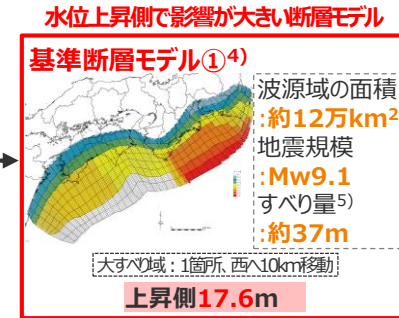 水位上昇側で影響が大きい断層モデル
基準断層モデル①4)
波源域の面積
:約12万km2
地震規模
:Mw9.1
すべり量5)
:約37m
大すべり域：1箇所、西へ10km移動
上昇側17.6m